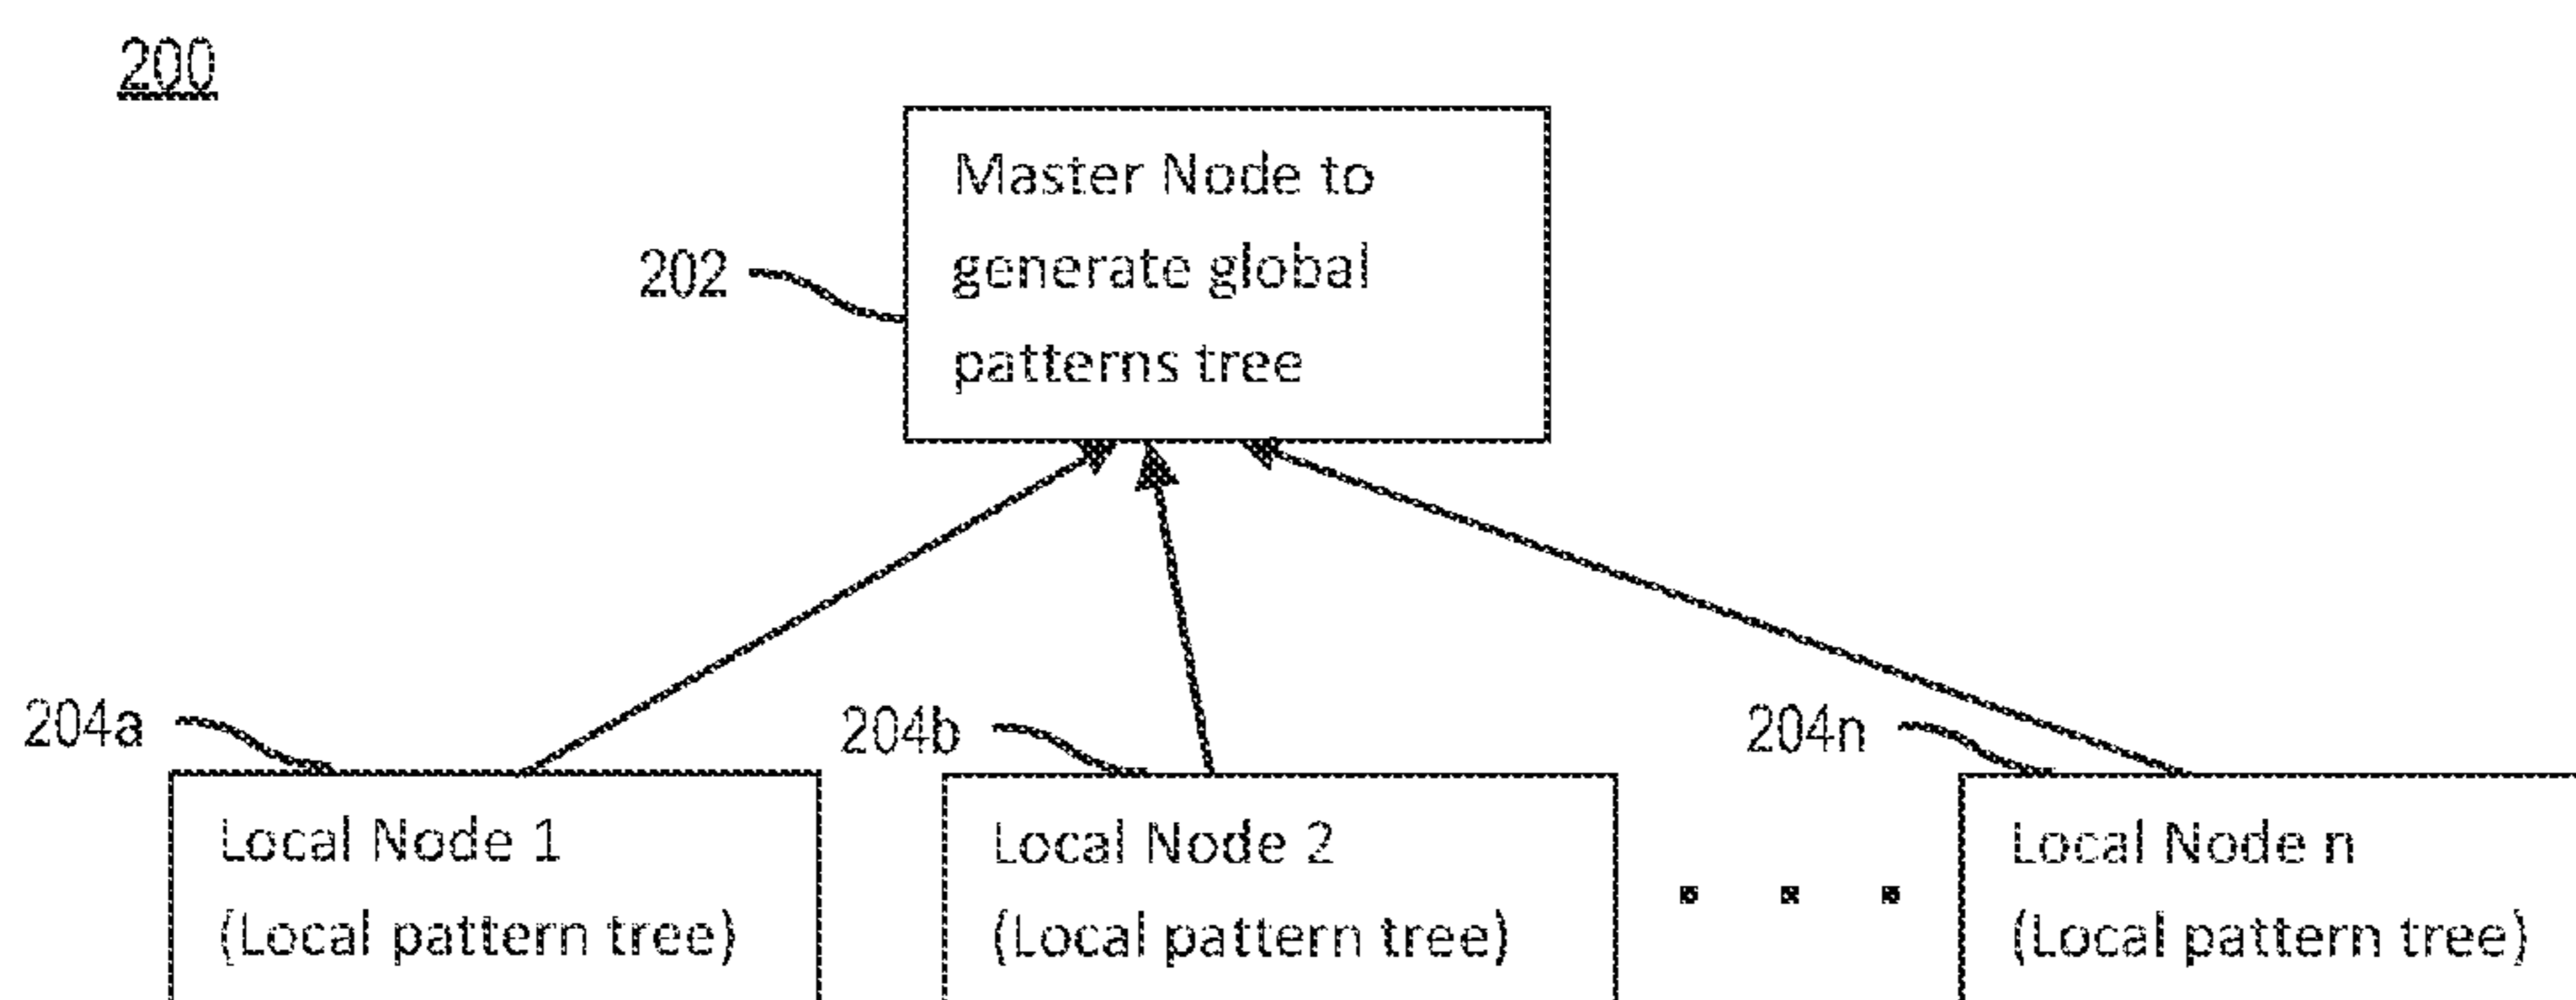 200
Master Node to
generate global
patterns tree
202
204a
204b
204n
Local Node 1
(Local pattern tree)
Local Node 2
(Local pattern tree)
Local Node n
(Local pattern tree)